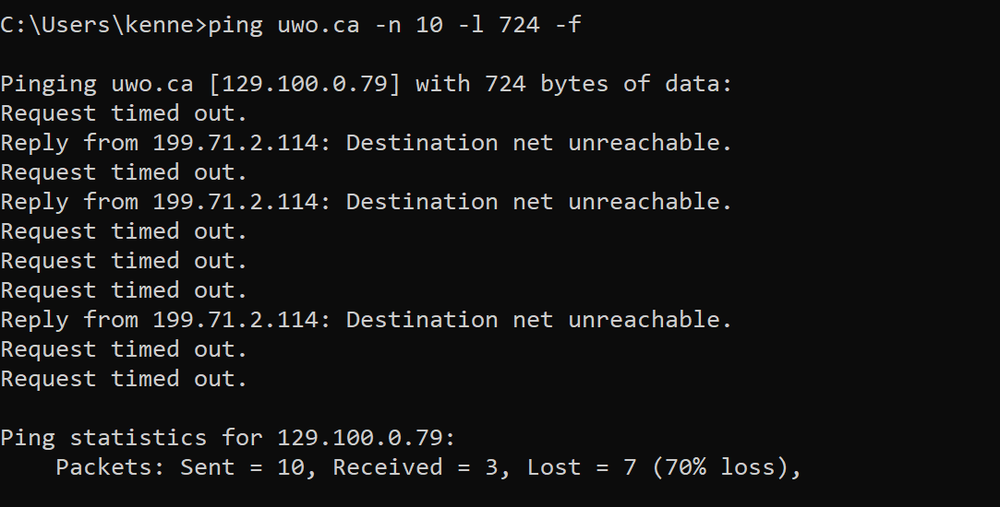 C:\Users\kenne>ping uwo.ca -n 10 -l 724 -f
Pinging uwo.ca [129.100.0.79] with 724 bytes of data:
Request timed out.
Reply from 199.71.2.114: Destination net unreachable.
Request timed out.
Reply from 199.71.2.114: Destination net unreachable.
Request timed out.
Request timed out.
Request timed out.
Reply from 199.71.2.114: Destination net unreachable.
Request timed out.
Request timed out.
Ping statistics for 129.100.0.79:
    Packets: Sent = 10, Received = 3, Lost = 7 (70% loss),